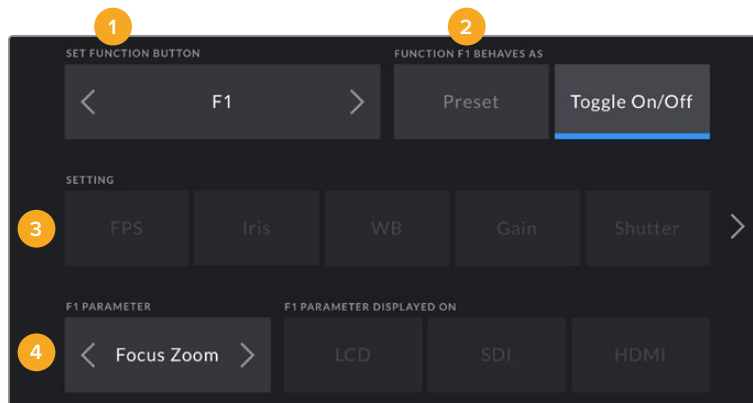 1
2
SET FUNCTION BUTTON FUNCTION F1 BEHAVES AS
F1 Preset Toggle On/Off
SETTING
3 FPS Iris WB Gain Shutter
F1 PARAMETER F1 PARAMETER DISPLAYED ON
4 Focus Zoom LCD SDI HDMI